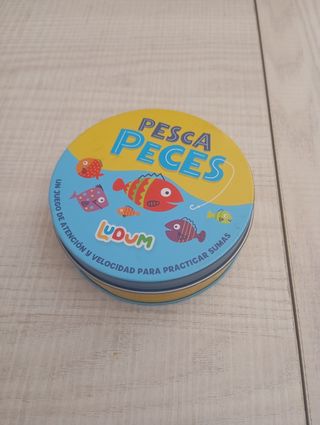 PESCA
PECES
LUDUM
UN JUEGO DE ATENCIÓN Y VELOCIDAD PARA PRACTICAR SUMAS